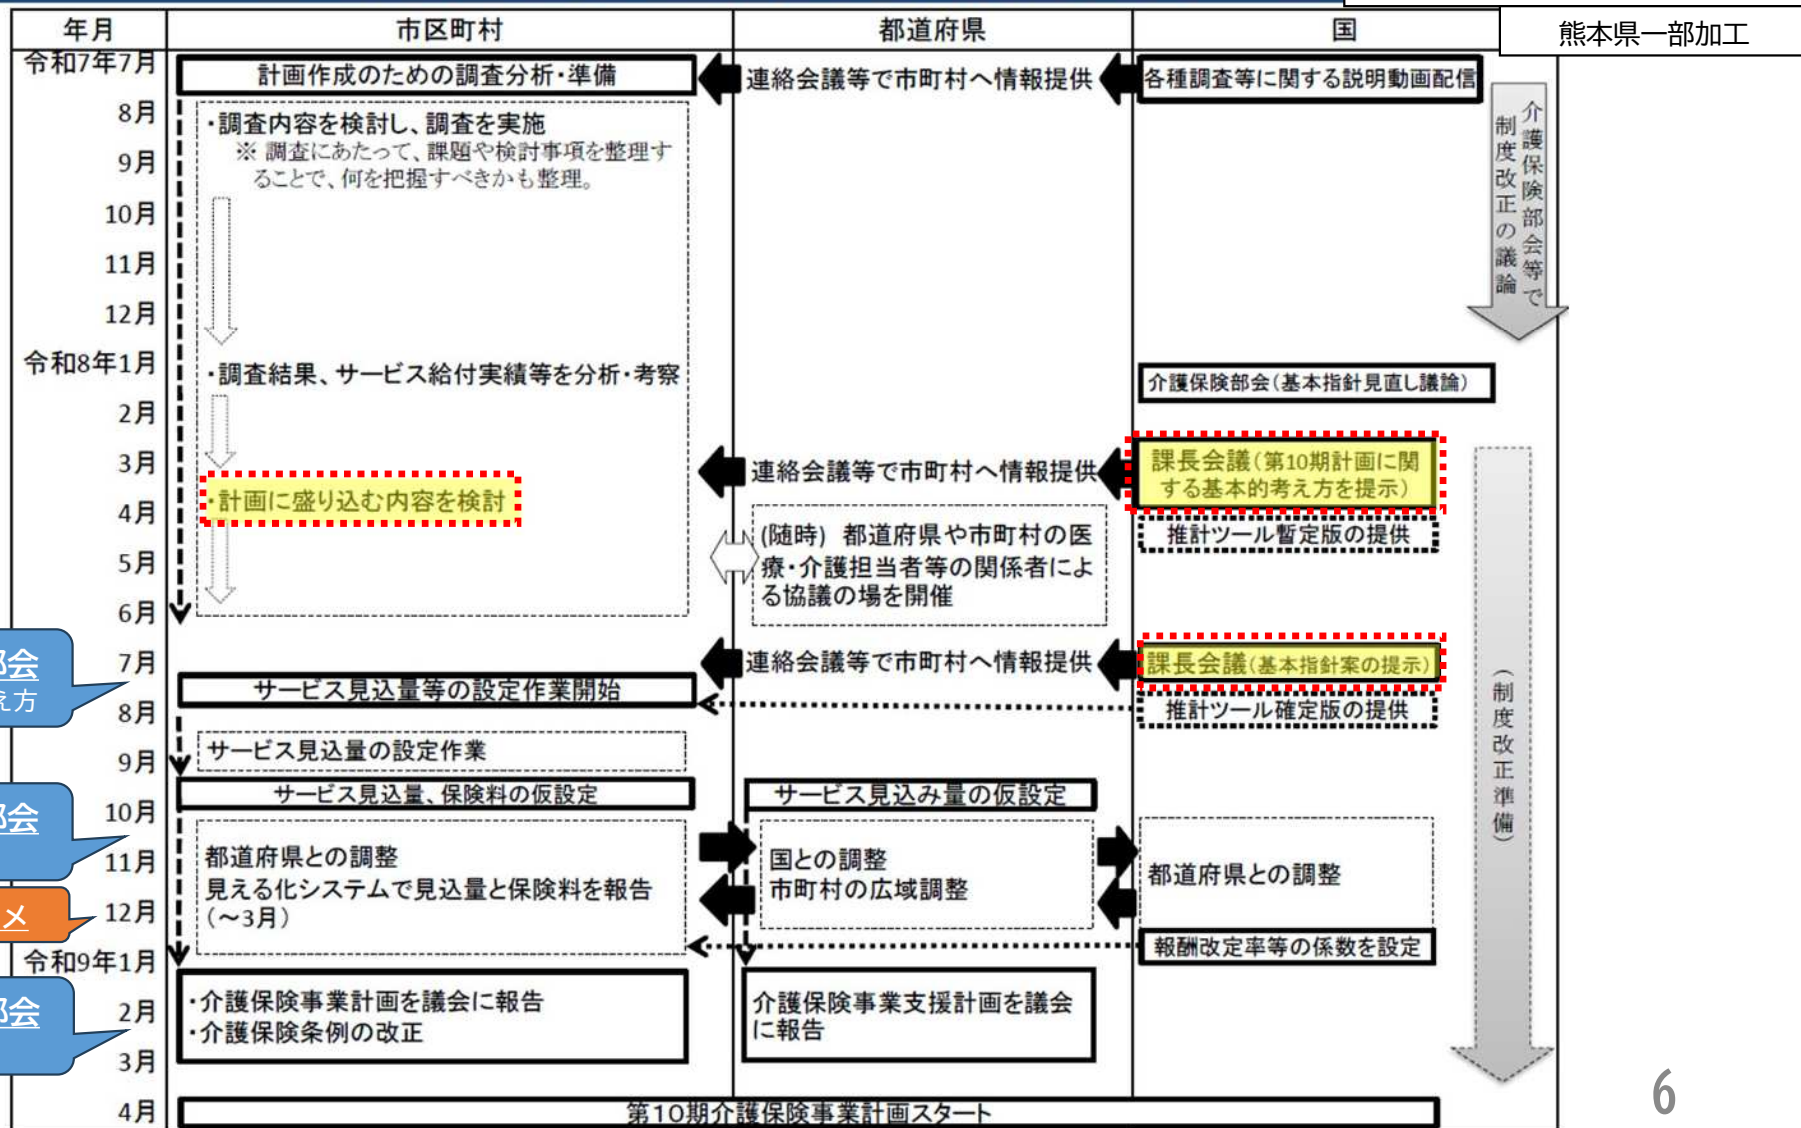 熊本県一部加工
年月
市区町村
都道府県
国
令和7年7月
計画作成のための調査分析・準備
連絡会議等で市町村へ情報提供
各種調査等に関する説明動画配信
8月
・調査内容を検討し、調査を実施
※ 調査にあたって、課題や検討事項を整理す
ることで、何を把握すべきかも整理。
介護保険部会等で
制度改正の議論
9月
10月
11月
12月
令和8年1月
・調査結果、サービス給付実績等を分析・考察
介護保険部会(基本指針見直し議論)
2月
3月
連絡会議等で市町村へ情報提供
課長会議(第10期計画に関
する基本的考え方を提示)
・計画に盛り込む内容を検討
4月
推計ツール暫定版の提供
(随時) 都道府県や市町村の医
療・介護担当者等の関係者によ
る協議の場を開催
5月
6月
部会
え方
7月
連絡会議等で市町村へ情報提供
課長会議(基本指針案の提示)
サービス見込量等の設定作業開始
(制度改正準備)
8月
推計ツール確定版の提供
サービス見込量の設定作業
9月
サービス見込量、保険料の仮設定
サービス見込み量の仮設定
部会
10月
11月
都道府県との調整
見える化システムで見込量と保険料を報告
(～3月)
国との調整
市町村の広域調整
都道府県との調整
メ
12月
報酬改定率等の係数を設定
令和9年1月
部会
2月
・介護保険事業計画を議会に報告
・介護保険条例の改正
介護保険事業支援計画を議会
に報告
3月
4月
第10期介護保険事業計画スタート
6